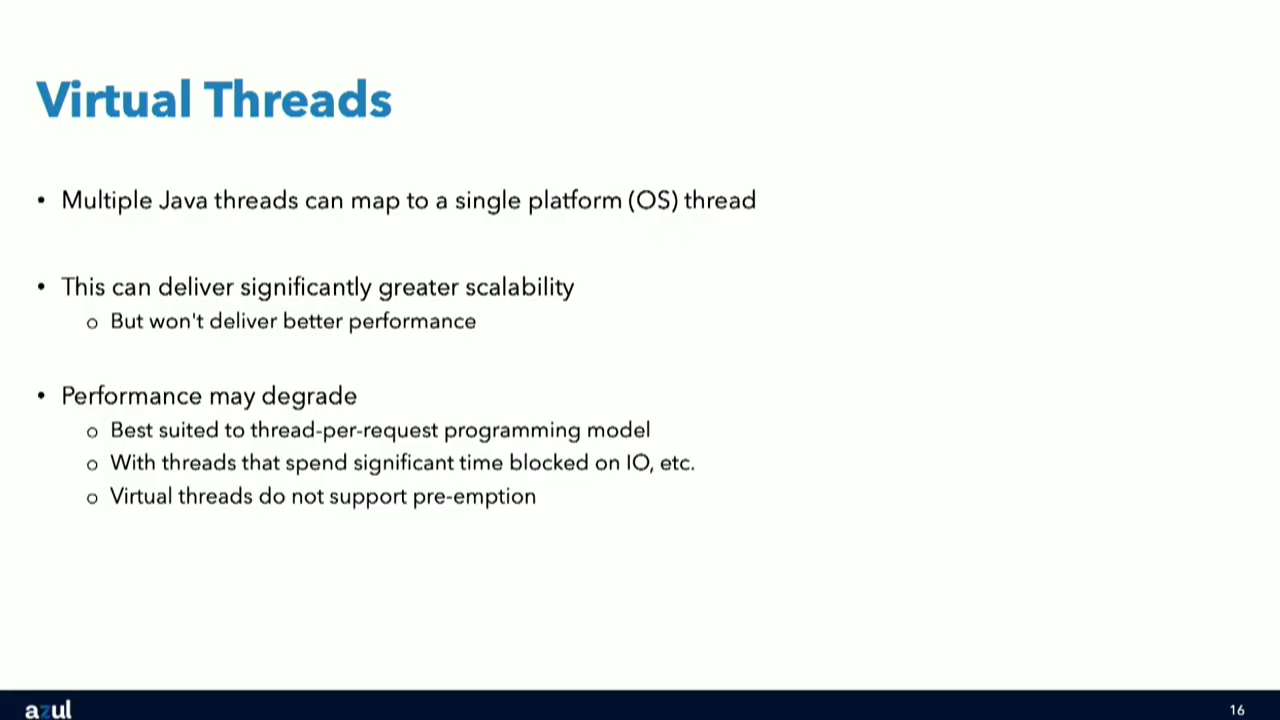 Virtual Threads
• Multiple Java threads can map to a single platform (OS) thread
• This can deliver significantly greater scalability
o But won't deliver better performance
• Performance may degrade
o Best suited to thread-per-request programming model
o With threads that spend significant time blocked on IO, etc.
o Virtual threads do not support pre-emption
azul
16